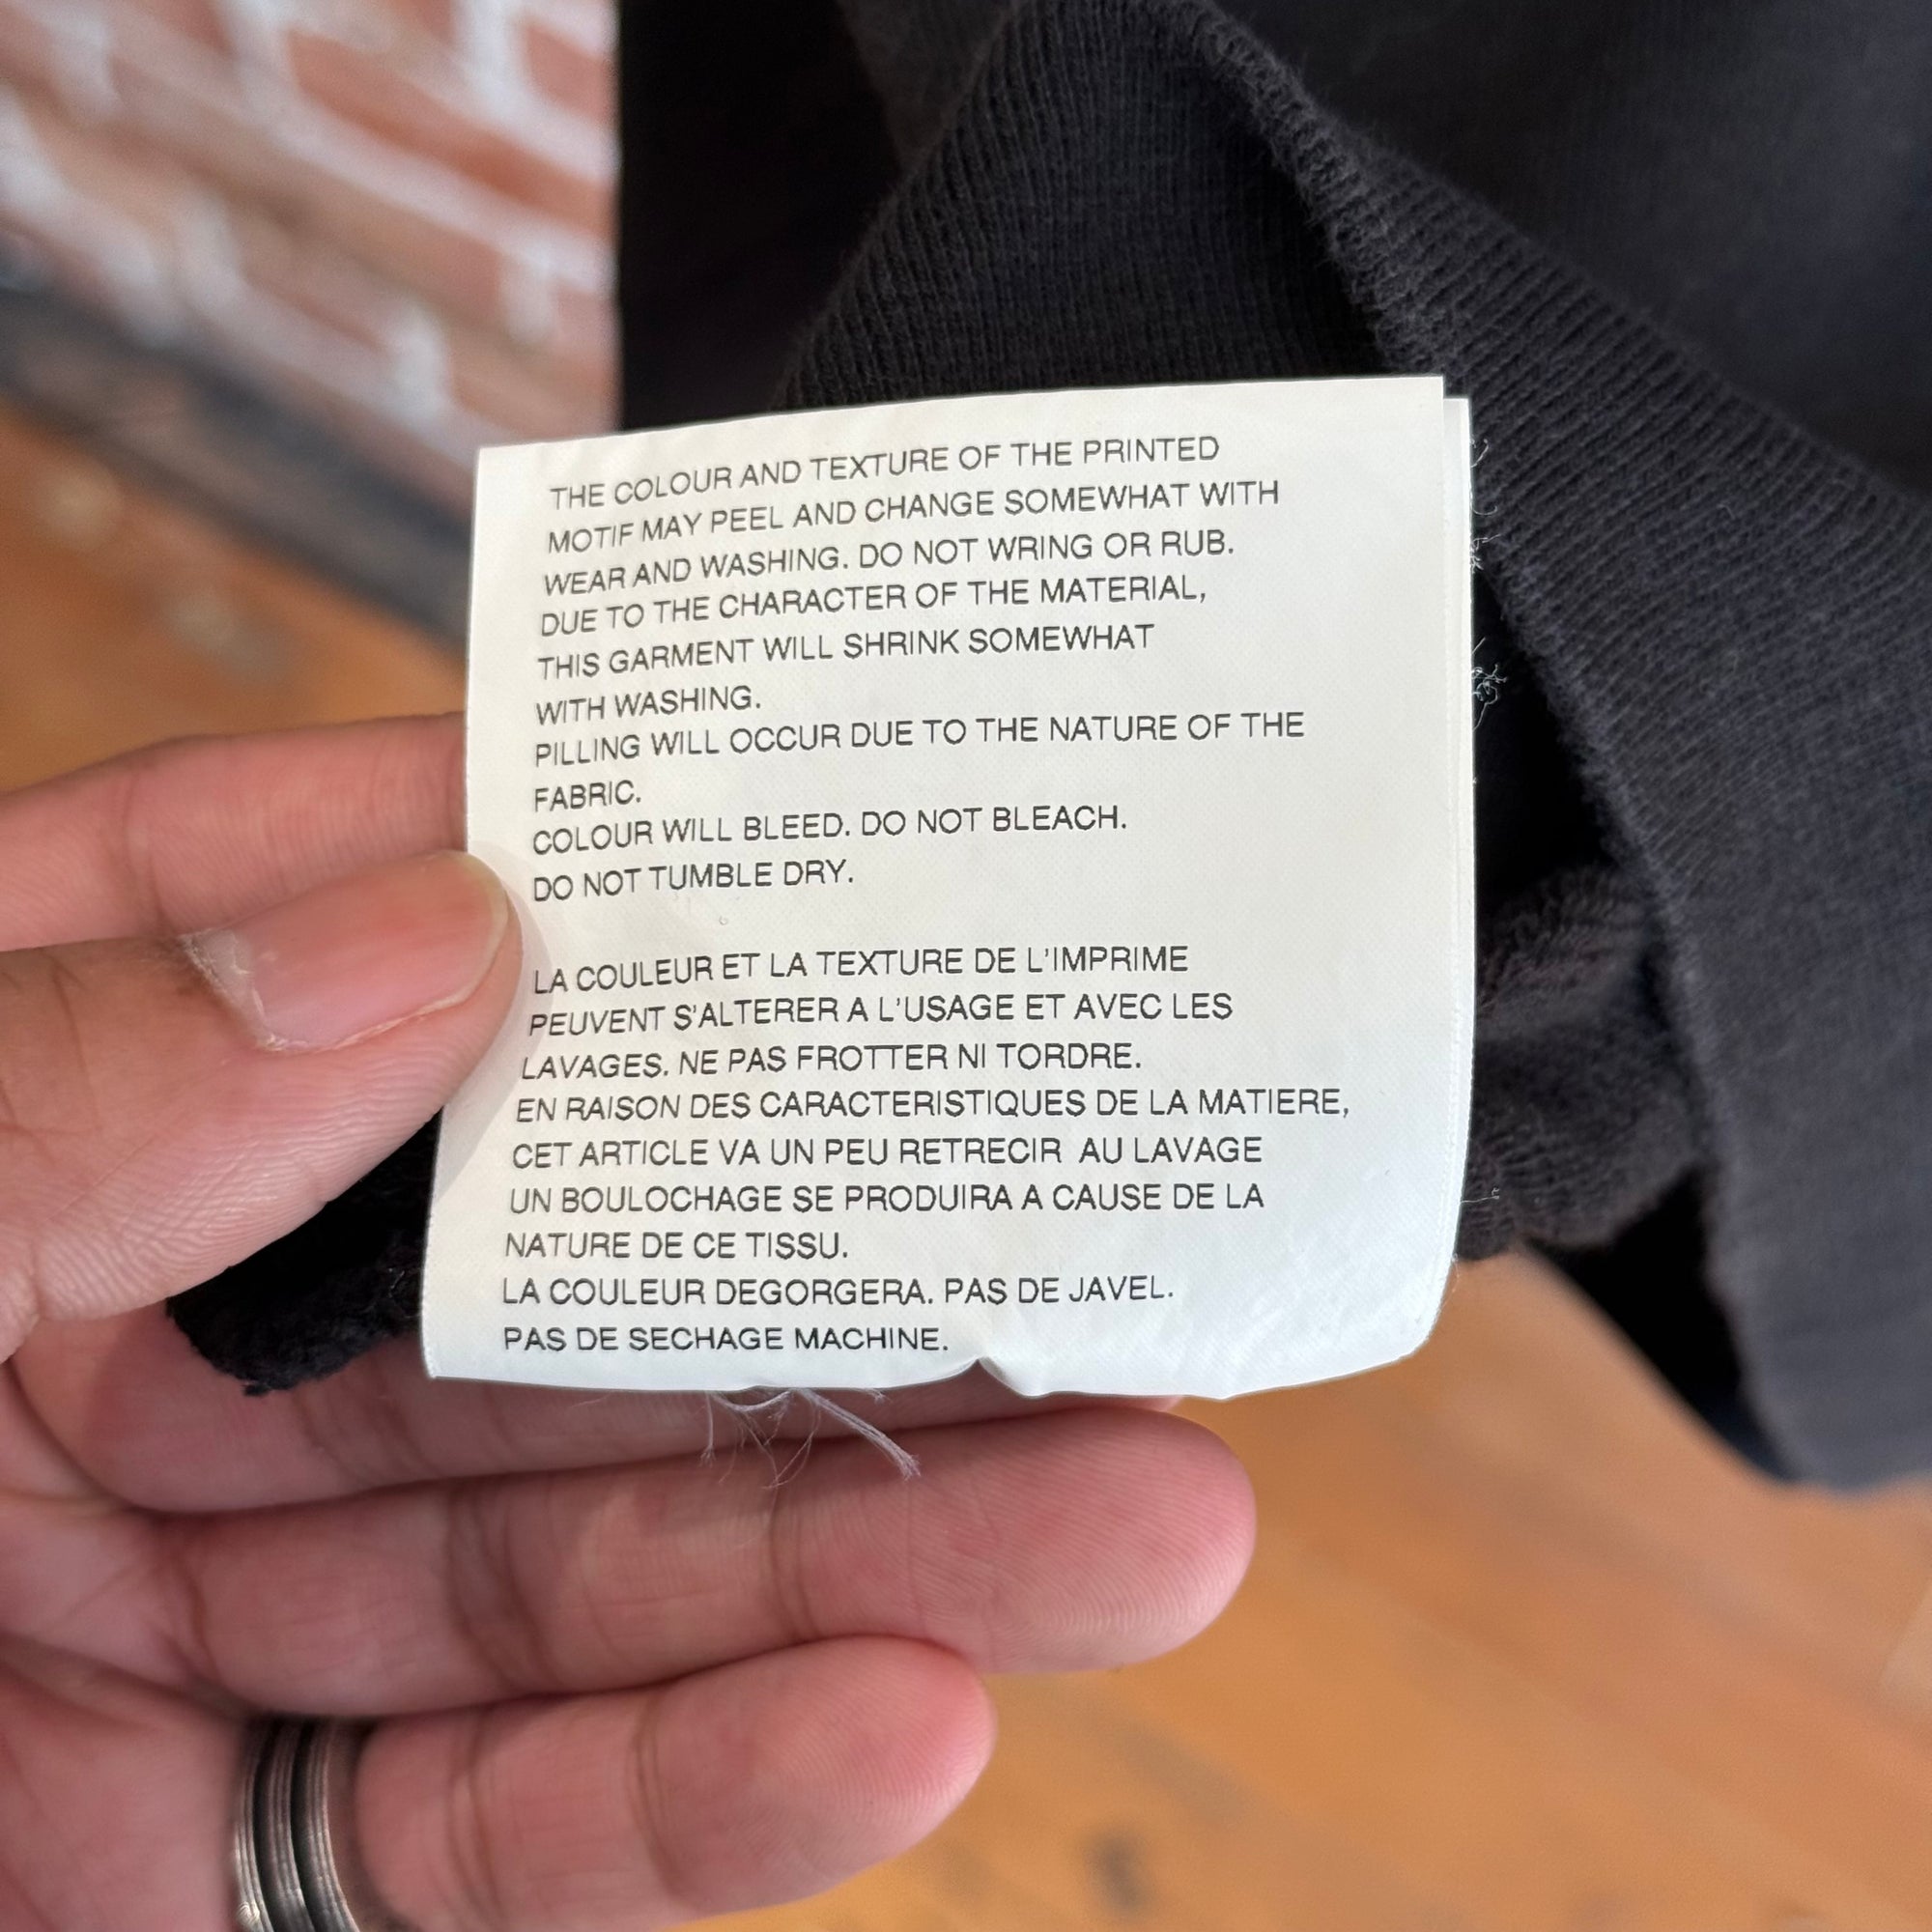 THE COLOUR AND TEXTURE OF THE PRINTED
MOTIF MAY PEEL AND CHANGE SOMEWHAT WITH
WEAR AND WASHING. DO NOT WRING OR RUB.
DUE TO THE CHARACTER OF THE MATERIAL,
THIS GARMENT WILL SHRINK SOMEWHAT
WITH WASHING.
PILLING WILL OCCUR DUE TO THE NATURE OF THE
FABRIC.
COLOUR WILL BLEED. DO NOT BLEACH.
DO NOT TUMBLE DRY.
LA COULEUR ET LA TEXTURE DE L'IMPRIME
PEUVENT S'ALTERER A L'USAGE ET AVEC LES
LAVAGES. NE PAS FROTTER NI TORDRE.
EN RAISON DES CARACTERISTIQUES DE LA MATIERE,
CET ARTICLE VA UN PEU RETRECIR AU LAVAGE
UN BOULOCHAGE SE PRODUIRA A CAUSE DE LA
NATURE DE CE TISSU.
LA COULEUR DEGORGERA. PAS DE JAVEL.
PAS DE SECHAGE MACHINE.